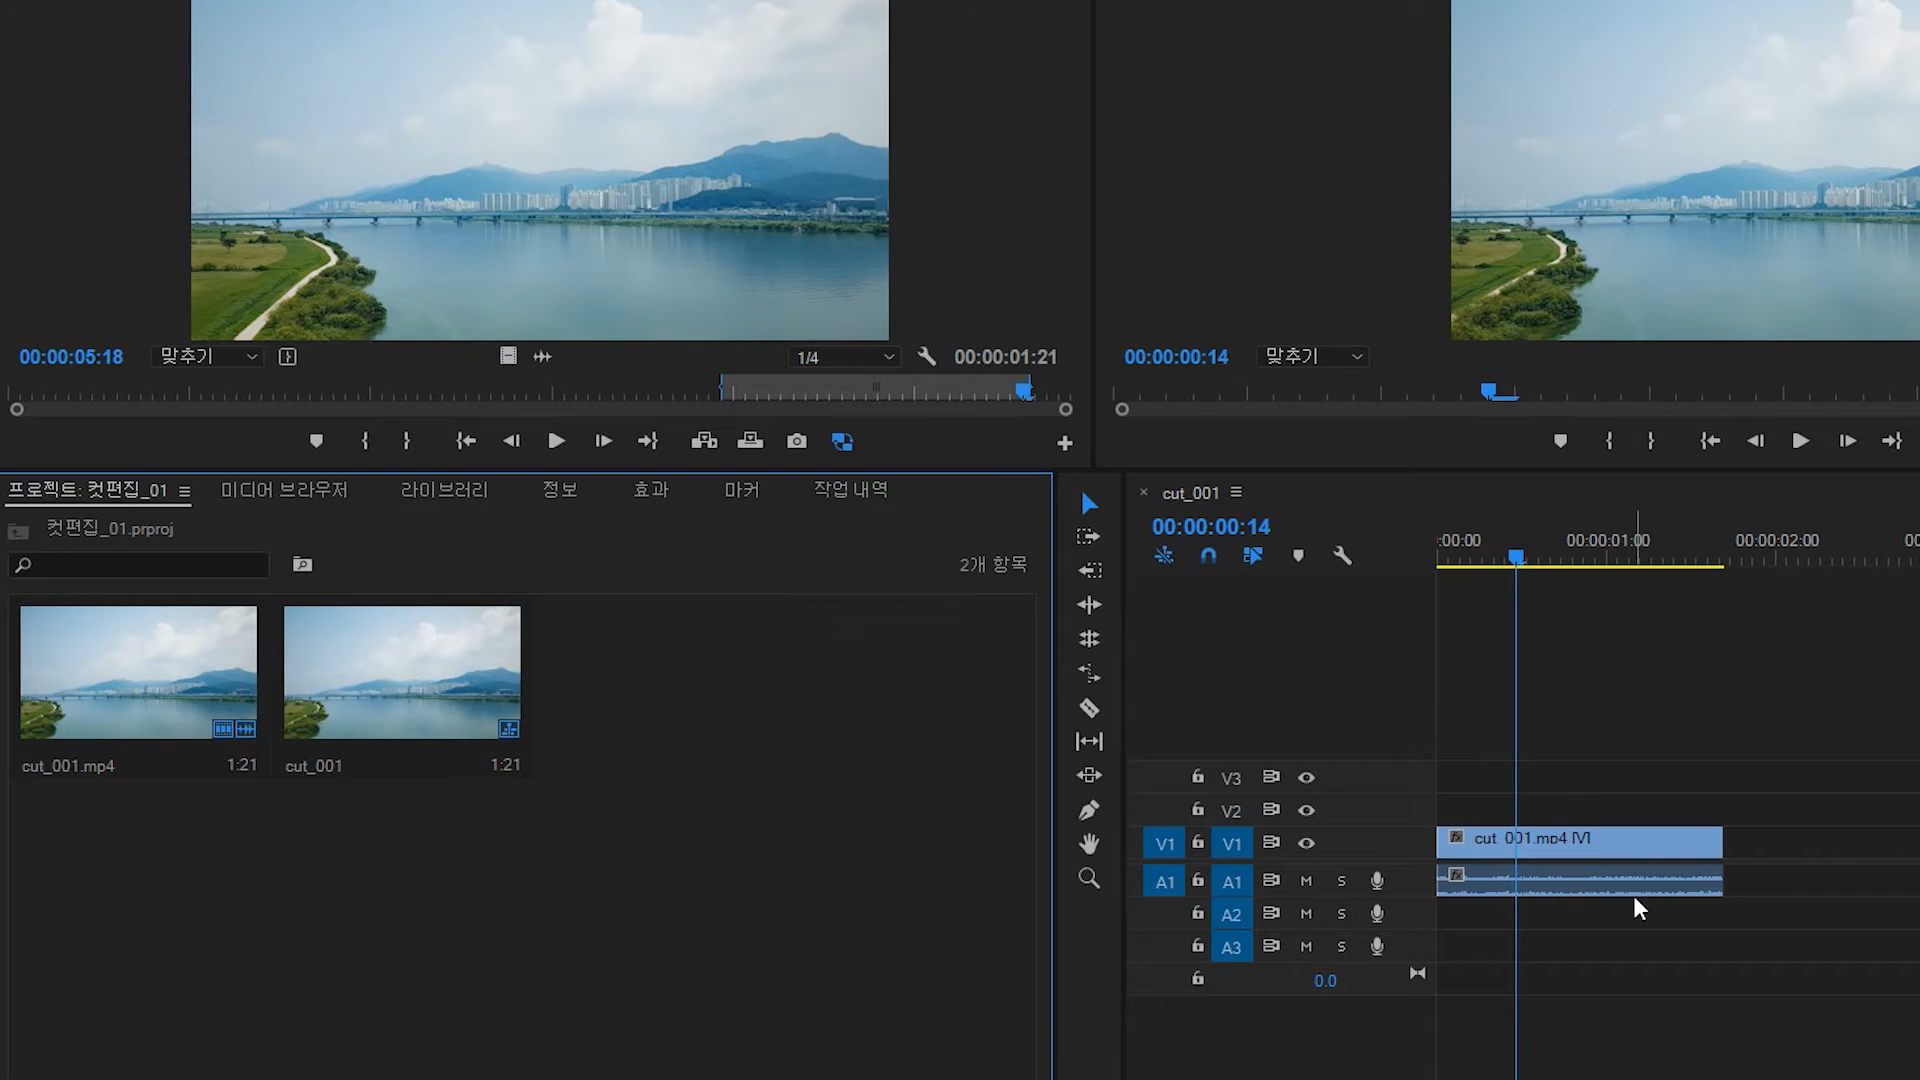 00:00:05:18 맞추기 1/4 00:00:01:21
00:00:00:14 맞추기
프로젝트: 컷편집_01 미디어 브라우저 라이브러리 정보 효과 마커 작업 내역
컷편집_01.prproj
2개 항목
cut_001.mp4 1:21
cut_001 1:21
cut_001
00:00:00:14
:00:00 00:00:01:00 00:00:02:00 00
V3
V2
V1 V1 cut_001.mp4 [V]
A1 A1 M S
A2 M S
A3 M S
0.0